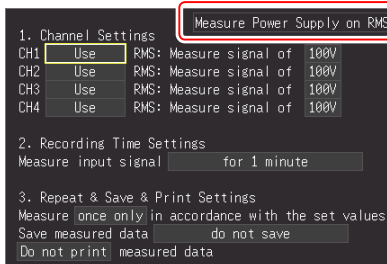 Measure Power Supply on RMS
1. Channel Settings
CH1 Use RMS: Measure signal of 100V
CH2 Use RMS: Measure signal of 100V
CH3 Use RMS: Measure signal of 100V
CH4 Use RMS: Measure signal of 100V
2. Recording Time Settings
Measure input signal for 1 minute
3. Repeat & Save & Print Settings
Measure once only in accordance with the set values
Save measured data do not save
Do not print measured data